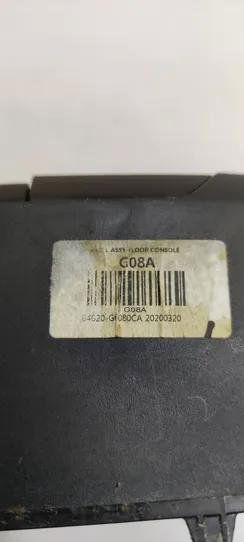 ASSY-FLOOR CONSOLE
G08A
G08A
84620-G1080CA 20200320